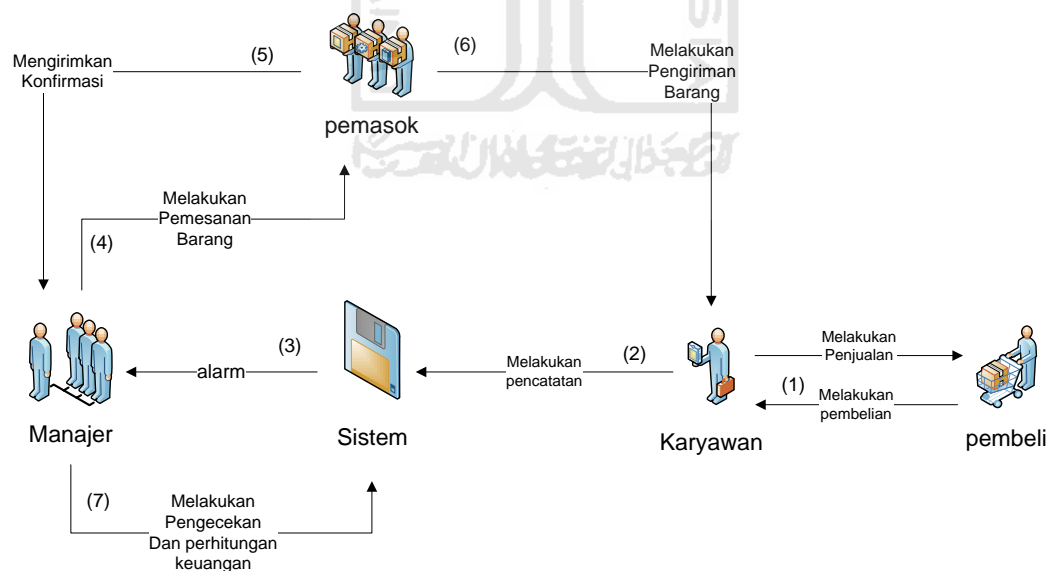 (5)
(6)
Mengirimkan
Konfirmasi
Melakukan
Pengiriman
Barang
pemasok
Melakukan
Pemesanan
Barang
(4)
(3)
alarm
(2)
Melakukan
pencatatan
Melakukan
Penjualan
(1)
Melakukan
pembelian
Manajer
Sistem
Karyawan
pembeli
(7)
Melakukan
Pengecekan
Dan perhitungan
keuangan